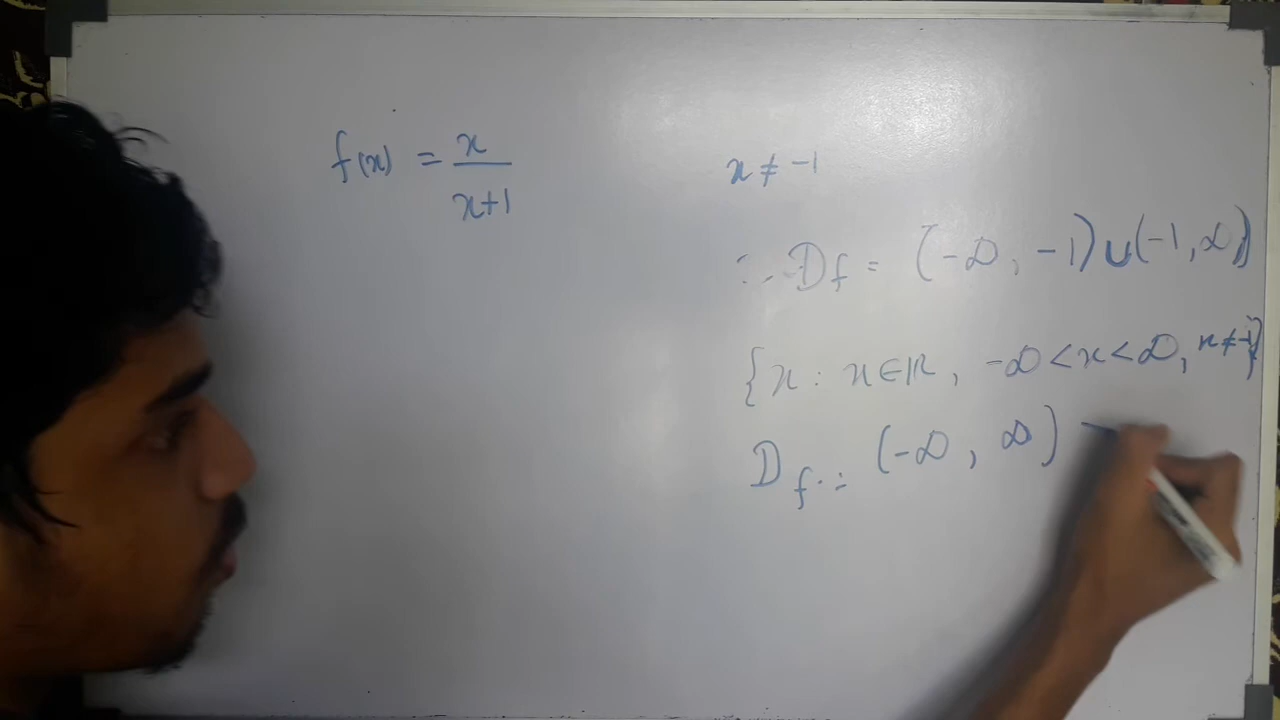 f(x) = x/(x+1)
x ≠ -1
∴ Df = (-∞, -1) ∪ (-1, ∞)
{x : x ∈ ℝ, -∞ < x < ∞, x ≠ -1}
Df = (-∞, ∞) -